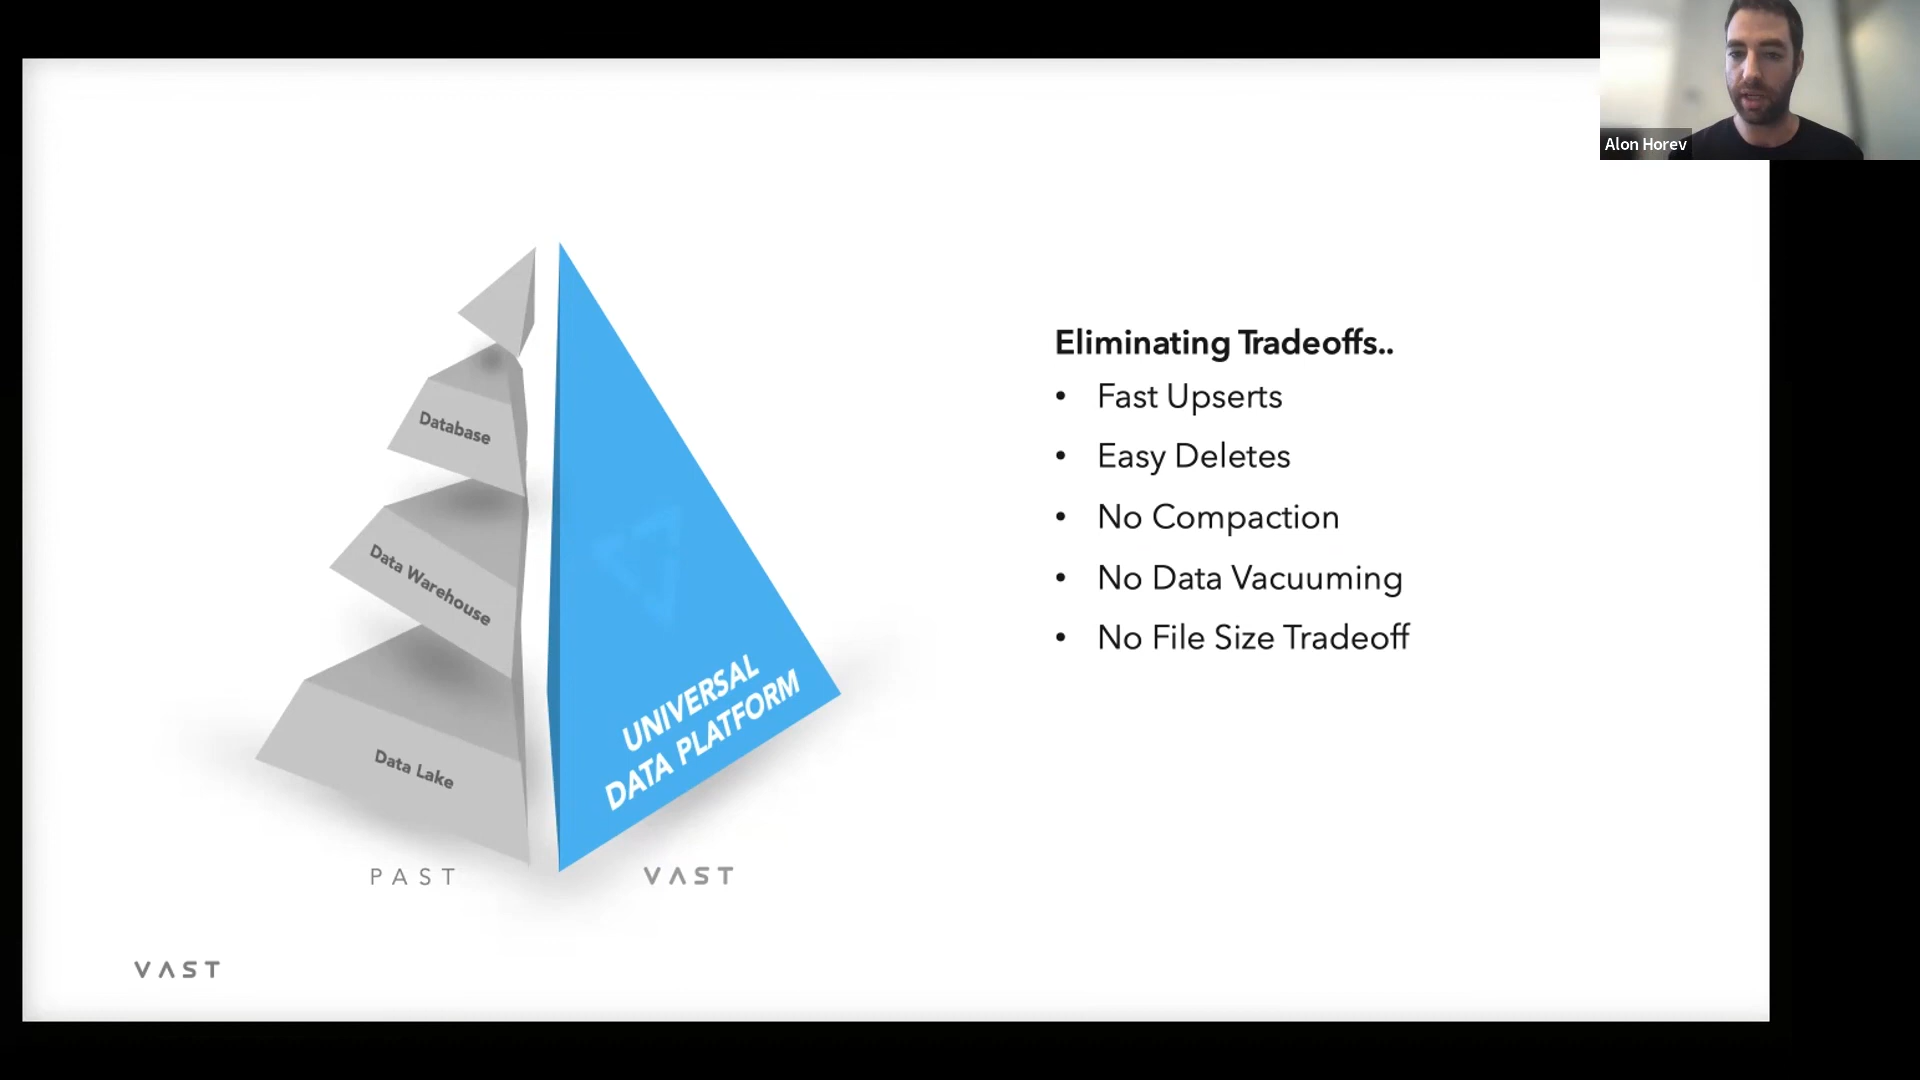 Alon Horev
Database
Data Warehouse
Data Lake
UNIVERSAL
DATA PLATFORM
PAST
VAST
Eliminating Tradeoffs..
• Fast Upserts
• Easy Deletes
• No Compaction
• No Data Vacuuming
• No File Size Tradeoff
VAST